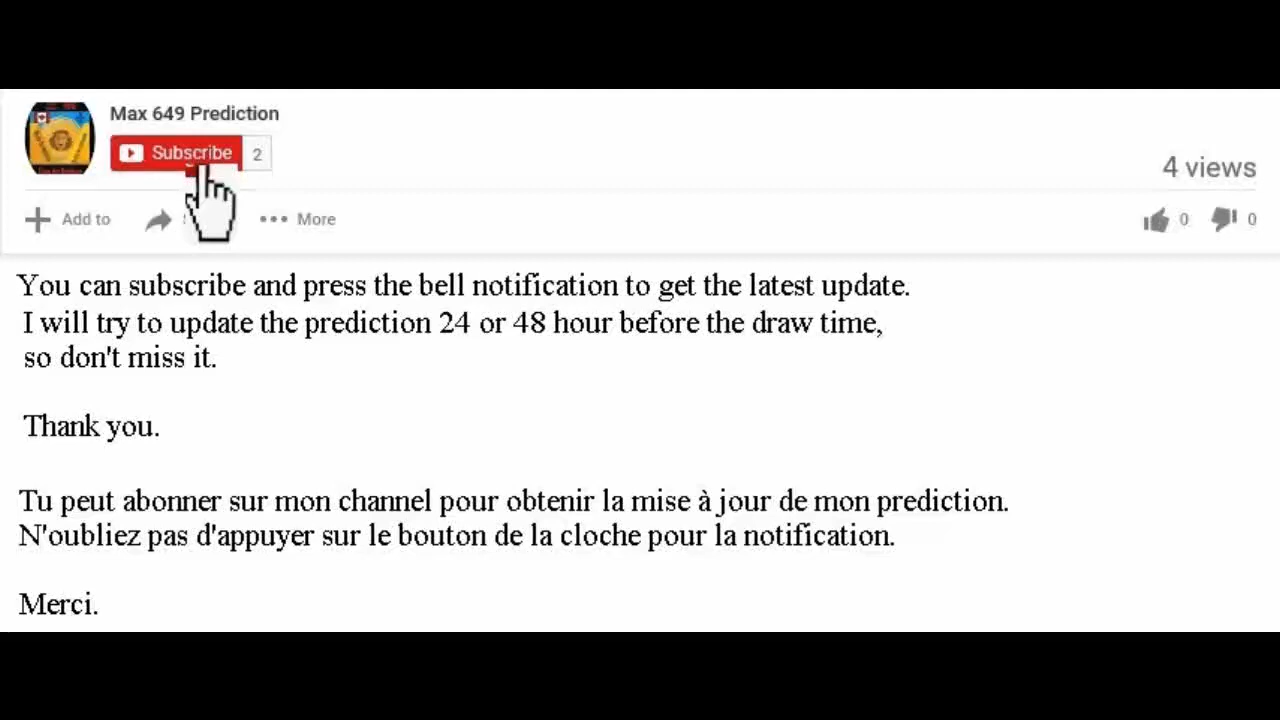 Max 649 Prediction
Subscribe 2
4 views
Add to
More
0 0
You can subscribe and press the bell notification to get the latest update.
I will try to update the prediction 24 or 48 hour before the draw time,
so don't miss it.
Thank you.
Tu peut abonner sur mon channel pour obtenir la mise à jour de mon prediction.
N'oubliez pas d'appuyer sur le bouton de la cloche pour la notification.
Merci.